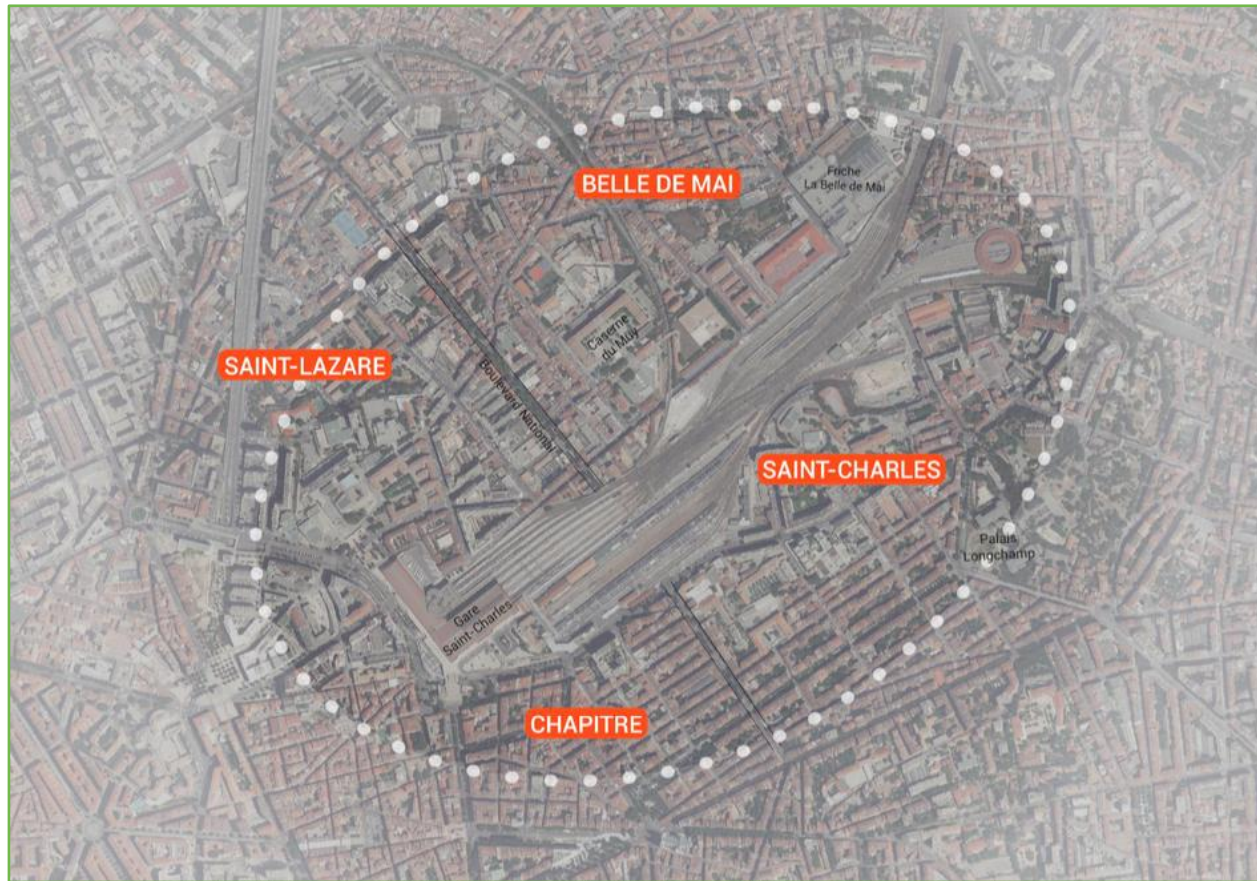 Friche
La Belle de Mai
BELLE DE MAI
Caserne
du Muy
SAINT-LAZARE
Boulevard National
SAINT-CHARLES
Palais
Longchamp
Gare
Saint-Charles
CHAPITRE